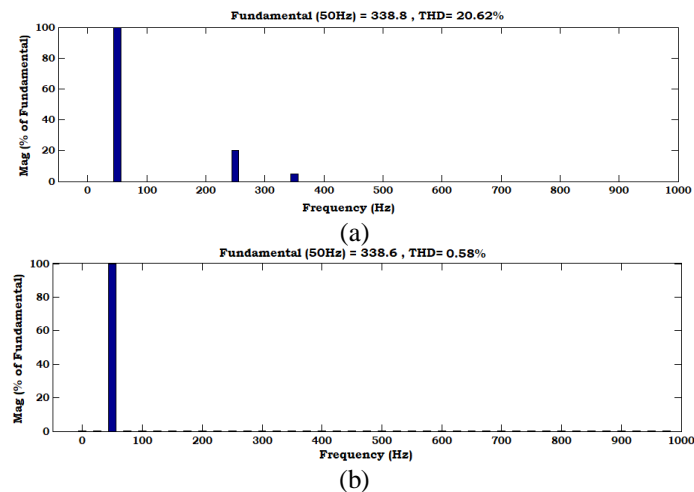 Fundamental (50Hz) = 338.8 , THD= 20.62%
Mag (% of Fundamental)
100
80
60
40
20
0
0 100 200 300 400 500 600 700 800 900 1000
Frequency (Hz)
(a)
Fundamental (50Hz) = 338.6 , THD= 0.58%
Mag (% of Fundamental)
100
80
60
40
20
0
0 100 200 300 400 500 600 700 800 900 1000
Frequency (Hz)
(b)